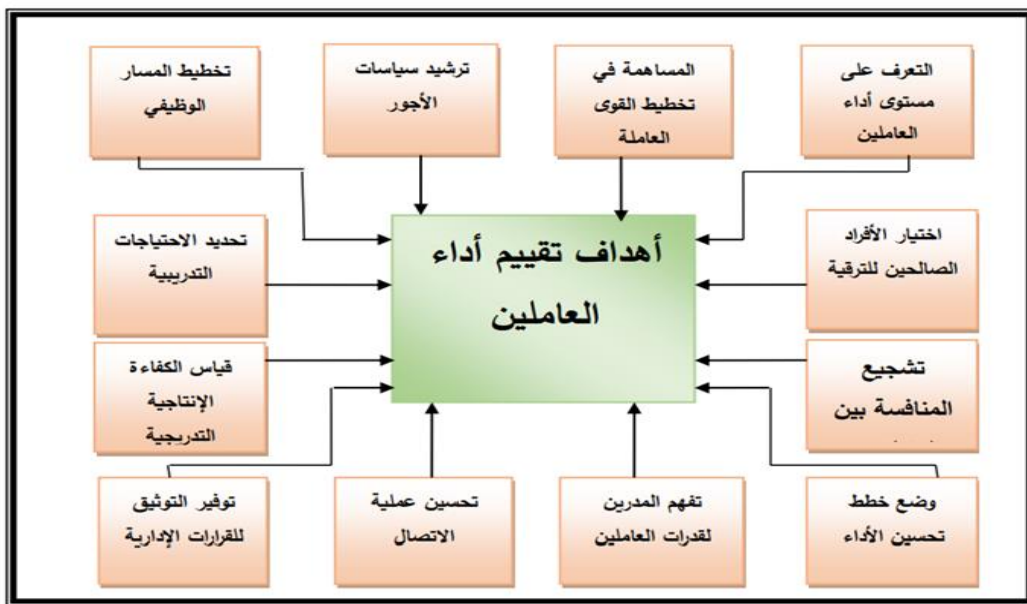 التعرف على
مستوى أداء
العاملين
المساهمة في
تخطيط القوى
العاملة
ترشيد سياسات
الأجور
تخطيط المسار
الوظيفي
أهداف تقييم أداء
العاملين
اختيار الأفراد
الصالحين للترقية
تحديد الاحتياجات
التدريبية
تشجيع
المنافسة بين
قياس الكفاءة
الإنتاجية
التدريجية
وضع خطط
تحسين الأداء
تفهم المدربن
لقدرات العاملين
تحسين عملية
الاتصال
توفير التوثيق
للقرارات الإدارية